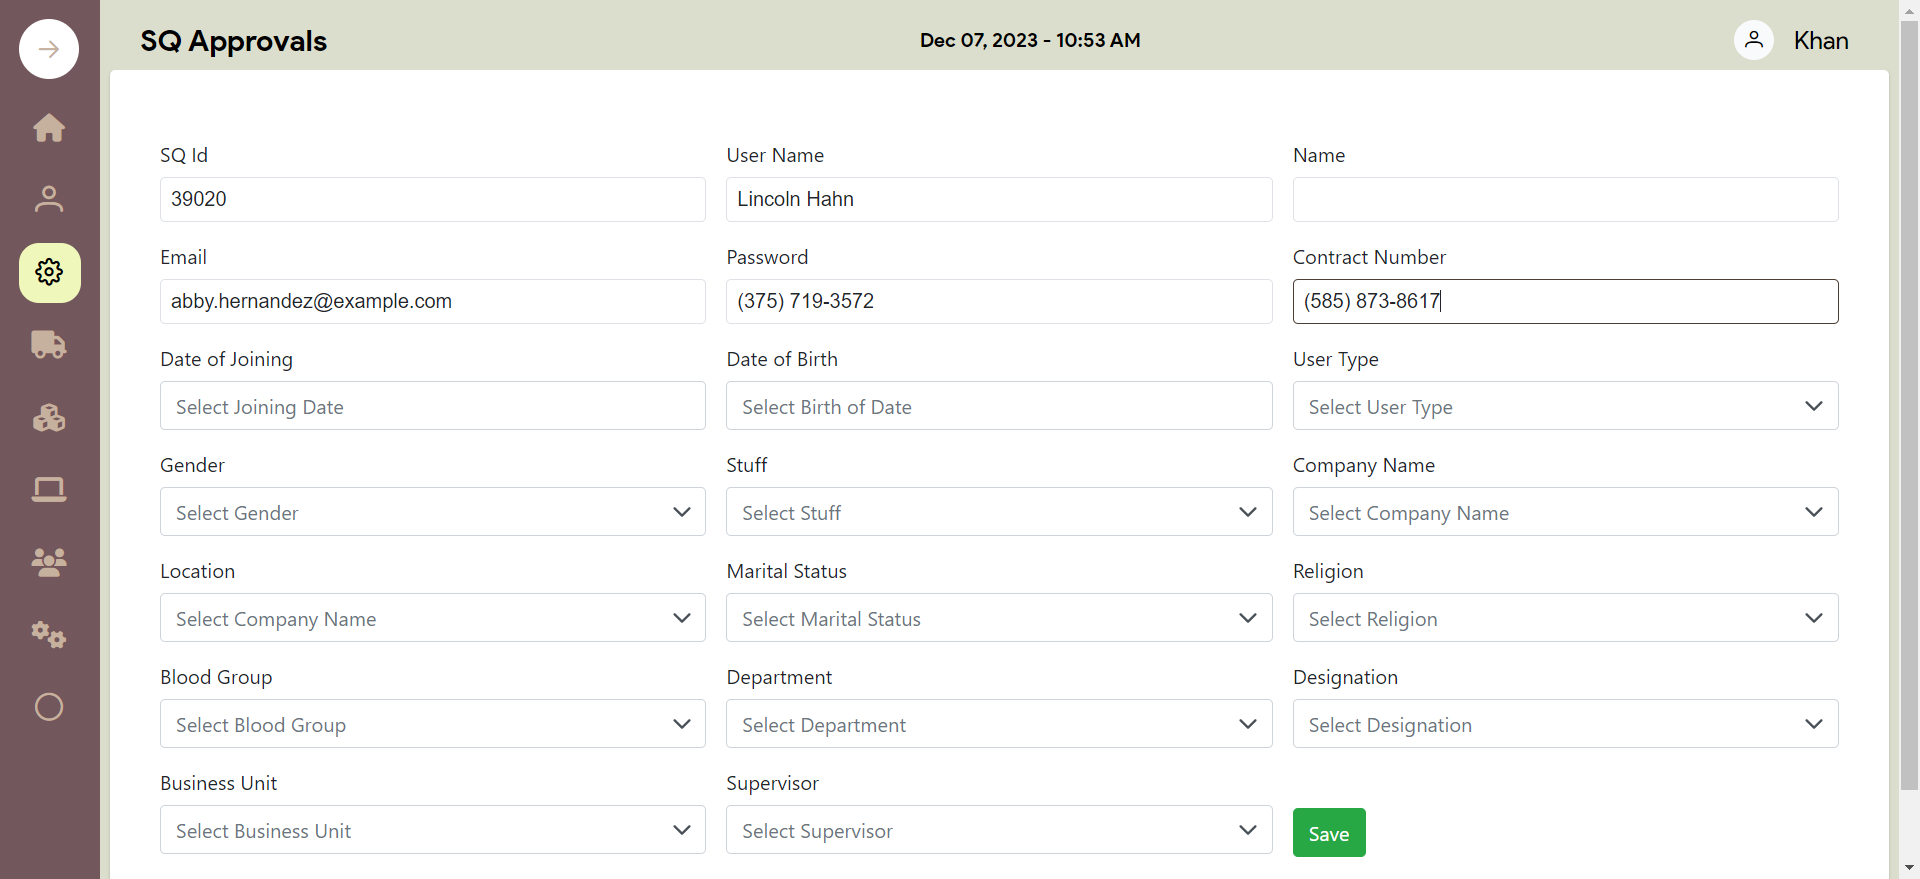 SQ Approvals
Dec 07, 2023 - 10:53 AM
Khan
SQ Id
User Name
Name
39020
Lincoln Hahn
Email
Password
Contract Number
abby.hernandez@example.com
(375) 719-3572
(585) 873-8617
Date of Joining
Date of Birth
User Type
Select Joining Date
Select Birth of Date
Select User Type
Gender
Stuff
Company Name
Select Gender
Select Stuff
Select Company Name
Location
Marital Status
Religion
Select Company Name
Select Marital Status
Select Religion
Blood Group
Department
Designation
Select Blood Group
Select Department
Select Designation
Business Unit
Supervisor
Select Business Unit
Select Supervisor
Save